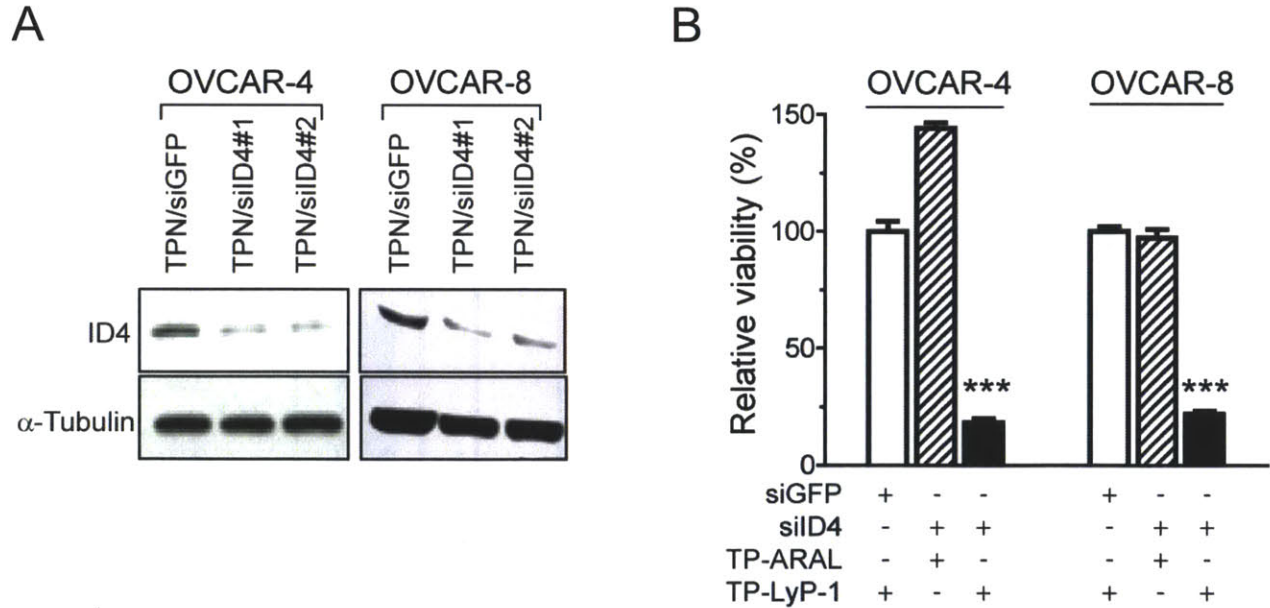 A
OVCAR-4 OVCAR-8
TPN/siGFP TPN/siID4#1 TPN/siID4#2 TPN/siGFP TPN/siID4#1 TPN/siID4#2
ID4
α-Tubulin
B
OVCAR-4 OVCAR-8
Relative viability (%)
150
100
50
0
*** ***
siGFP + - - + - -
siID4 - + + - + +
TP-ARAL - + - - + -
TP-LyP-1 + - + + - +